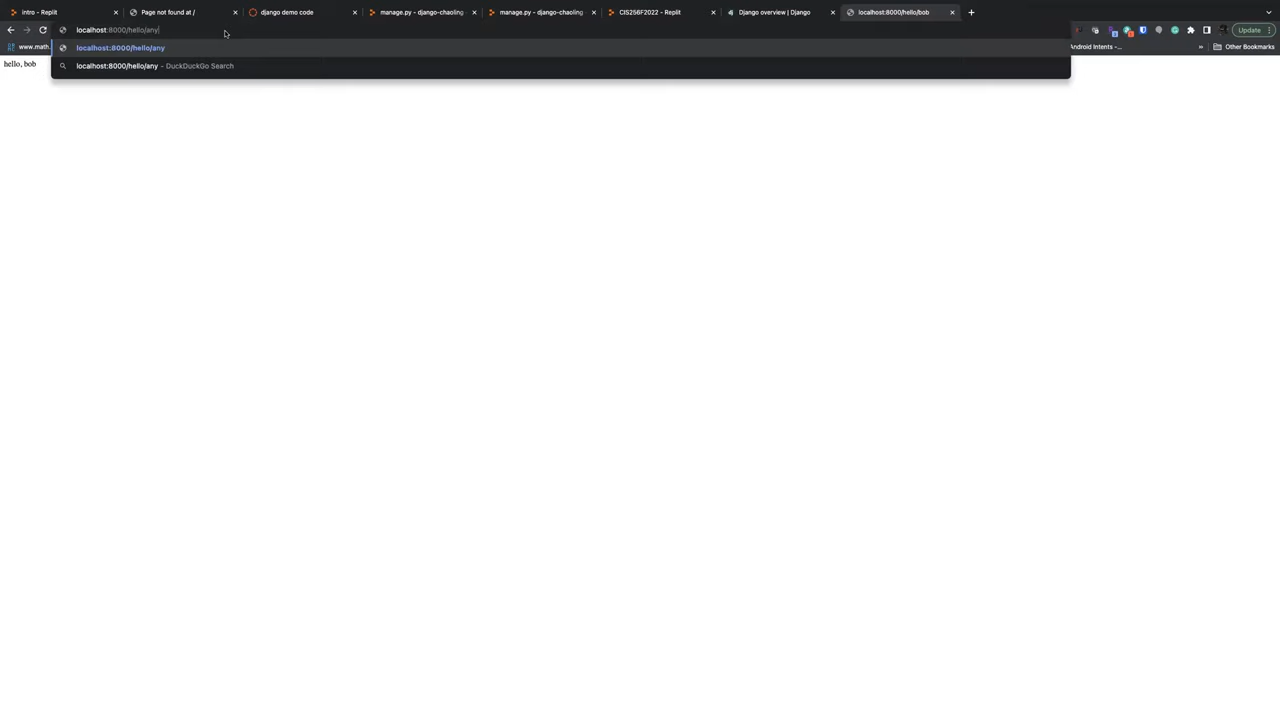 intro - Replit
Page not found at /
django demo code
manage.py - django-chaoling
manage.py - django-chaoling
CIS256F2022 - Replit
Django overview | Django
localhost:8000/hello/bob
localhost:8000/hello/any
Update
www.math.
localhost:8000/hello/any
Android Intents -...
»
Other Bookmarks
hello, bob
localhost:8000/hello/any - DuckDuckGo Search